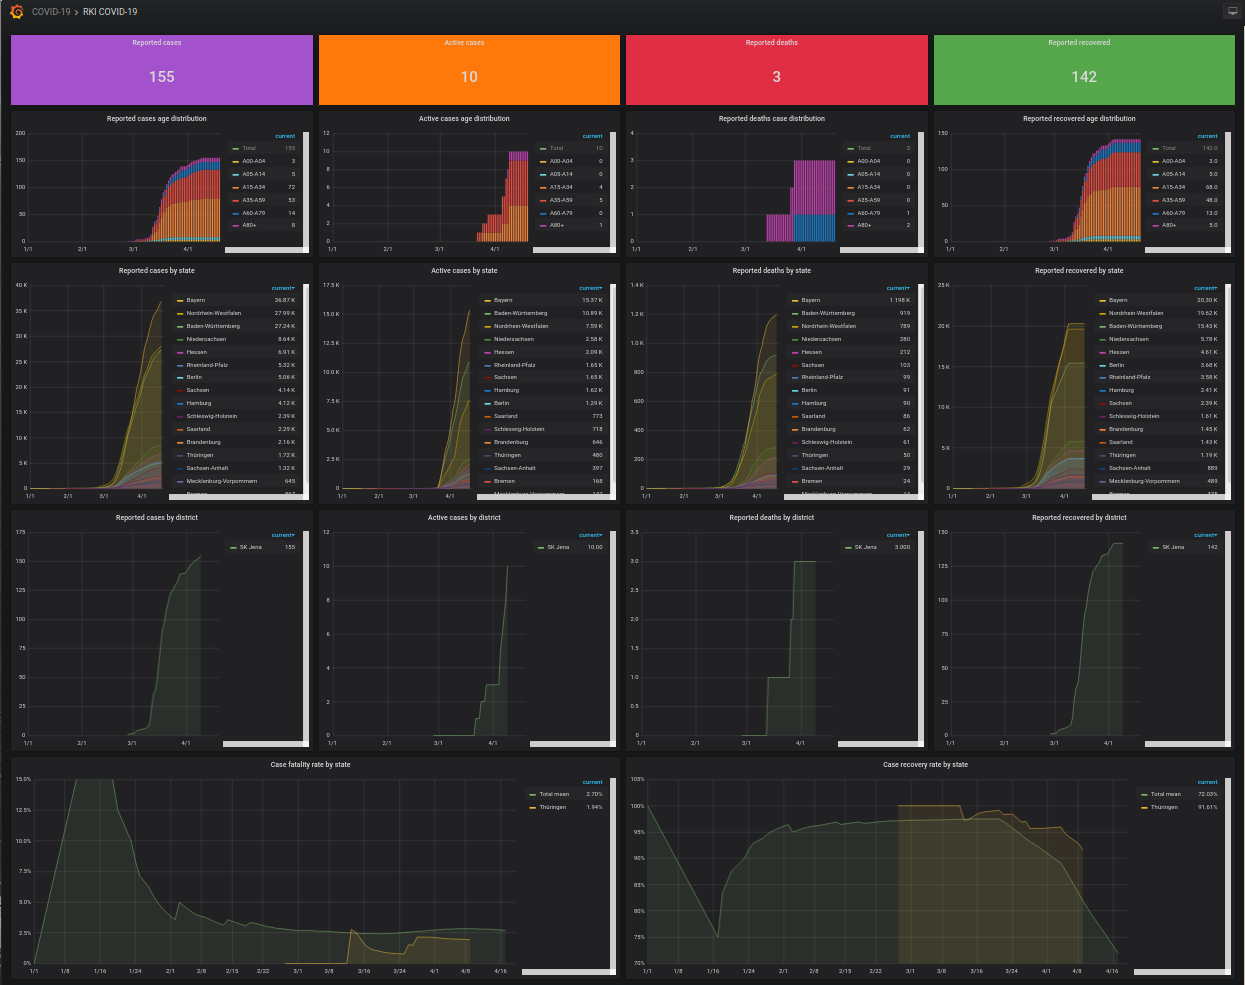 COVID-19 > RKI COVID-19
Reported cases
155
Active cases
10
Reported deaths
3
Reported recovered
142
Reported cases age distribution
200
150
100
50
0
1/1 2/1 3/1 4/1
current
Total 155
A00-A04 3
A05-A14 5
A15-A34 72
A35-A59 53
A60-A79 14
A80+ 8
Active cases age distribution
12
10
8
6
4
2
0
1/1 2/1 3/1 4/1
current
Total 10
A00-A04 0
A05-A14 0
A15-A34 4
A35-A59 5
A60-A79 0
A80+ 1
Reported deaths case distribution
4
3
2
1
0
1/1 2/1 3/1 4/1
current
Total 3
A00-A04 0
A05-A14 0
A15-A34 0
A35-A59 0
A60-A79 1
A80+ 2
Reported recovered age distribution
150
100
50
0
1/1 2/1 3/1 4/1
current
Total 142.0
A00-A04 3.0
A05-A14 5.0
A15-A34 68.0
A35-A59 48.0
A60-A79 13.0
A80+ 5.0
Reported cases by state
40 K
35 K
30 K
25 K
20 K
15 K
10 K
5 K
0
1/1 2/1 3/1 4/1
current
Bayern 36.87 K
Nordrhein-Westfalen 27.99 K
Baden-Württemberg 27.24 K
Niedersachsen 8.64 K
Hessen 6.91 K
Rheinland-Pfalz 5.32 K
Berlin 5.06 K
Sachsen 4.14 K
Hamburg 4.12 K
Schleswig-Holstein 2.39 K
Saarland 2.29 K
Brandenburg 2.16 K
Thüringen 1.72 K
Sachsen-Anhalt 1.32 K
Mecklenburg-Vorpommern 645
Active cases by state
17.5 K
15.0 K
12.5 K
10.0 K
7.5 K
5.0 K
2.5 K
0
1/1 2/1 3/1 4/1
current
Bayern 15.37 K
Baden-Württemberg 10.89 K
Nordrhein-Westfalen 7.59 K
Niedersachsen 2.58 K
Hessen 2.09 K
Rheinland-Pfalz 1.65 K
Sachsen 1.65 K
Hamburg 1.62 K
Berlin 1.29 K
Saarland 773
Schleswig-Holstein 718
Brandenburg 646
Thüringen 480
Sachsen-Anhalt 397
Bremen 168
Reported deaths by state
1.4 K
1.2 K
1.0 K
800
600
400
200
0
1/1 2/1 3/1 4/1
current
Bayern 1.198 K
Baden-Württemberg 919
Nordrhein-Westfalen 789
Niedersachsen 280
Hessen 212
Sachsen 103
Rheinland-Pfalz 99
Berlin 91
Hamburg 90
Saarland 86
Brandenburg 62
Schleswig-Holstein 61
Thüringen 50
Sachsen-Anhalt 29
Bremen 24
Reported recovered by state
25 K
20 K
15 K
10 K
5 K
0
1/1 2/1 3/1 4/1
current
Bayern 20.30 K
Nordrhein-Westfalen 19.62 K
Baden-Württemberg 15.43 K
Niedersachsen 5.78 K
Hessen 4.61 K
Berlin 3.68 K
Rheinland-Pfalz 3.58 K
Hamburg 2.41 K
Sachsen 2.39 K
Schleswig-Holstein 1.61 K
Brandenburg 1.45 K
Saarland 1.43 K
Thüringen 1.19 K
Sachsen-Anhalt 889
Mecklenburg-Vorpommern 489
Reported cases by district
175
150
125
100
75
50
25
0
1/1 2/1 3/1 4/1
current
SK Jena 155
Active cases by district
12
10
8
6
4
2
0
1/1 2/1 3/1 4/1
current
SK Jena 10.00
Reported deaths by district
3.5
3.0
2.5
2.0
1.5
1.0
0.5
0
1/1 2/1 3/1 4/1
current
SK Jena 3.000
Reported recovered by district
150
125
100
75
50
25
0
1/1 2/1 3/1 4/1
current
SK Jena 142
Case fatality rate by state
15.0%
12.5%
10.0%
7.5%
5.0%
2.5%
0%
1/1 1/8 1/16 1/24 2/1 2/8 2/15 2/22 3/1 3/8 3/16 3/24 4/1 4/8 4/16
current
Total mean 2.70%
Thüringen 1.94%
Case recovery rate by state
105%
100%
95%
90%
85%
80%
75%
70%
1/1 1/8 1/16 1/24 2/1 2/8 2/15 2/22 3/1 3/8 3/16 3/24 4/1 4/8 4/16
current
Total mean 72.03%
Thüringen 91.61%